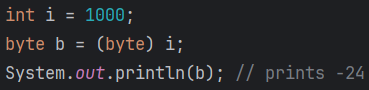 int i = 1000;
byte b = (byte) i;
System.out.println(b); // prints -24